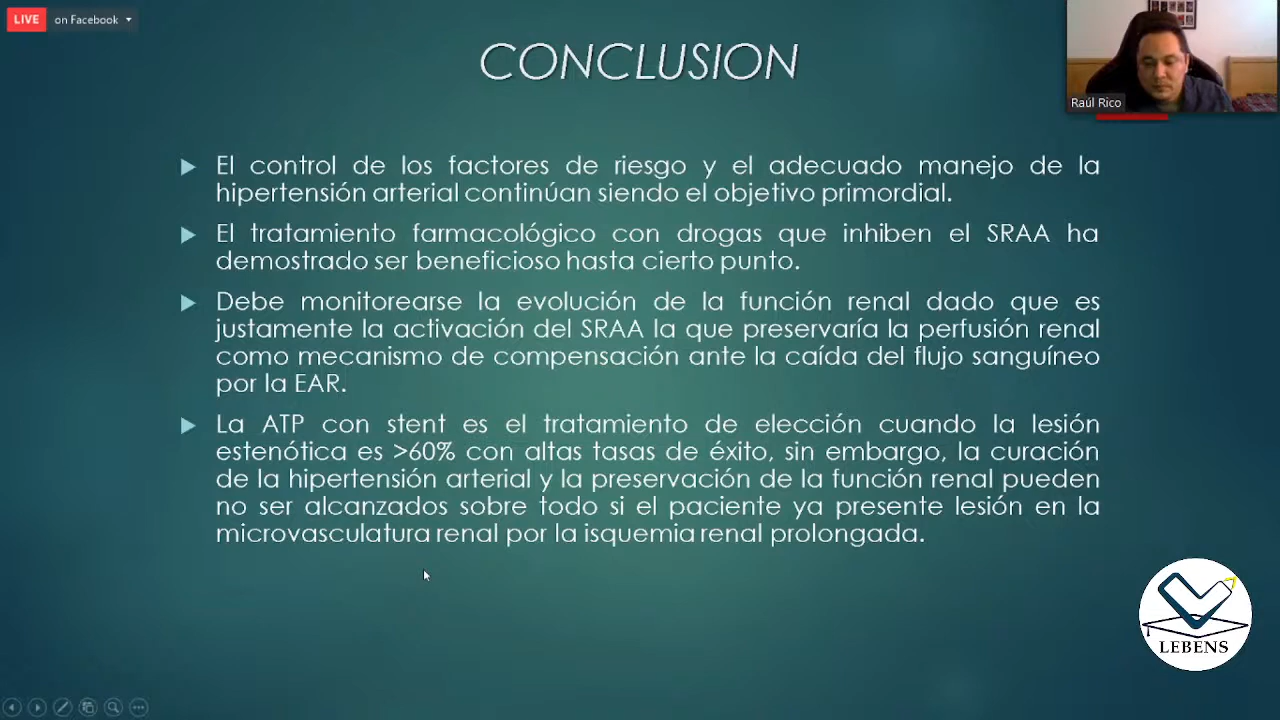 LIVE on Facebook
CONCLUSION
Raúl Rico
El control de los factores de riesgo y el adecuado manejo de la
hipertensión arterial continúan siendo el objetivo primordial.
El tratamiento farmacológico con drogas que inhiben el SRAA ha
demostrado ser beneficioso hasta cierto punto.
Debe monitorearse la evolución de la función renal dado que es
justamente la activación del SRAA la que preservaría la perfusión renal
como mecanismo de compensación ante la caída del flujo sanguíneo
por la EAR.
La ATP con stent es el tratamiento de elección cuando la lesión
estenótica es >60% con altas tasas de éxito, sin embargo, la curación
de la hipertensión arterial y la preservación de la función renal pueden
no ser alcanzados sobre todo si el paciente ya presente lesión en la
microvasculatura renal por la isquemia renal prolongada.
LEBENS